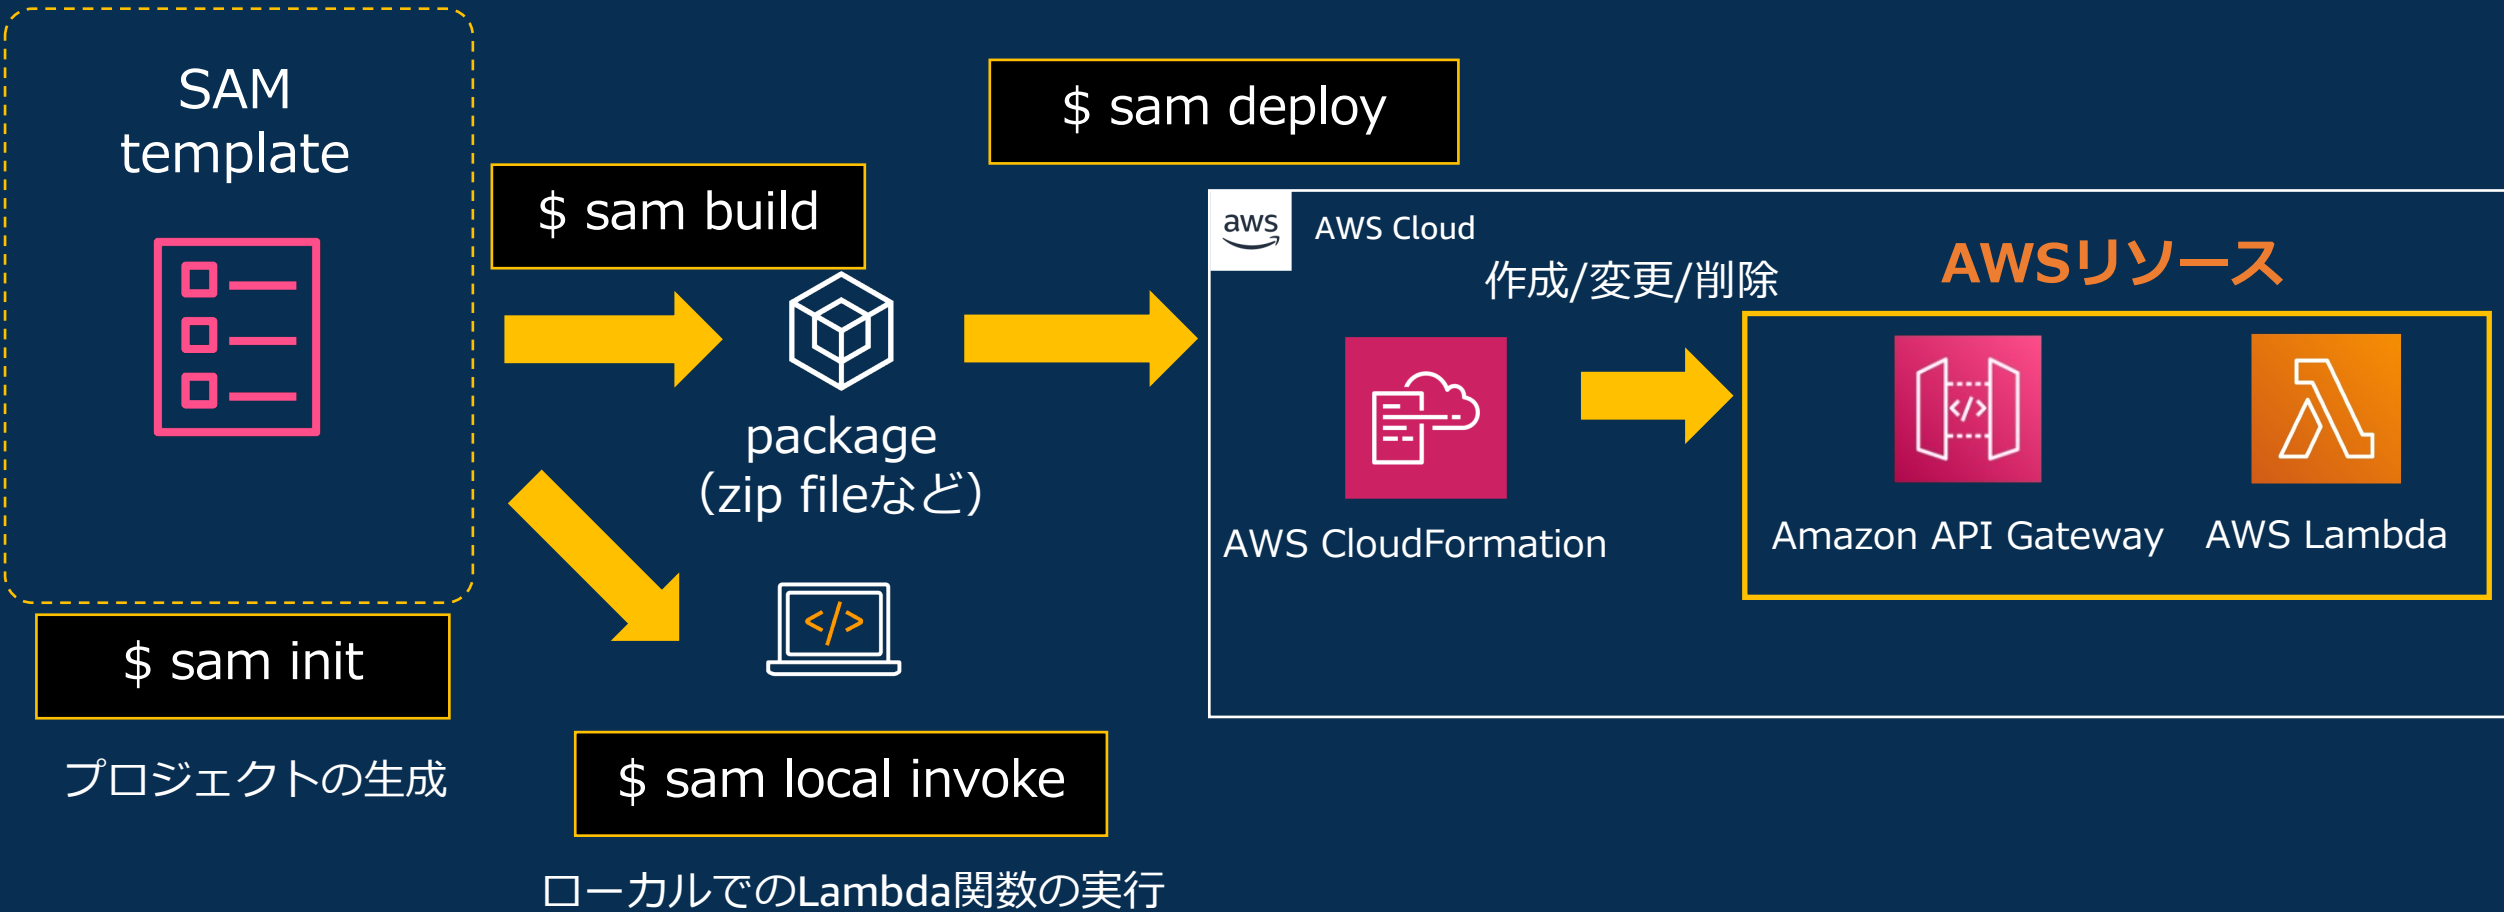 SAM
template
$ sam init
プロジェクトの生成
$ sam build
package
（zip fileなど）
$ sam local invoke
ローカルでのLambda関数の実行
$ sam deploy
aws
AWS Cloud
作成/変更/削除
AWSリソース
AWS CloudFormation
</>
Amazon API Gateway
AWS Lambda
</>